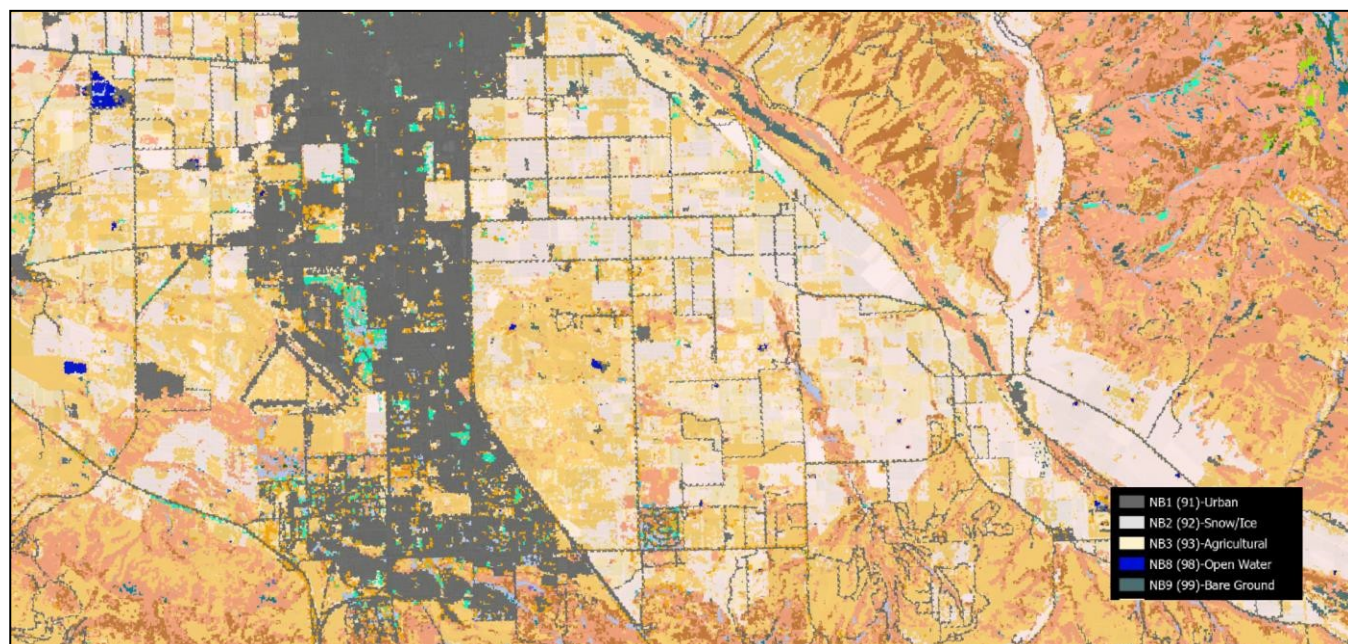 NB1 (91)-Urban
NB2 (92)-Snow/Ice
NB3 (93)-Agricultural
NB8 (98)-Open Water
NB9 (99)-Bare Ground